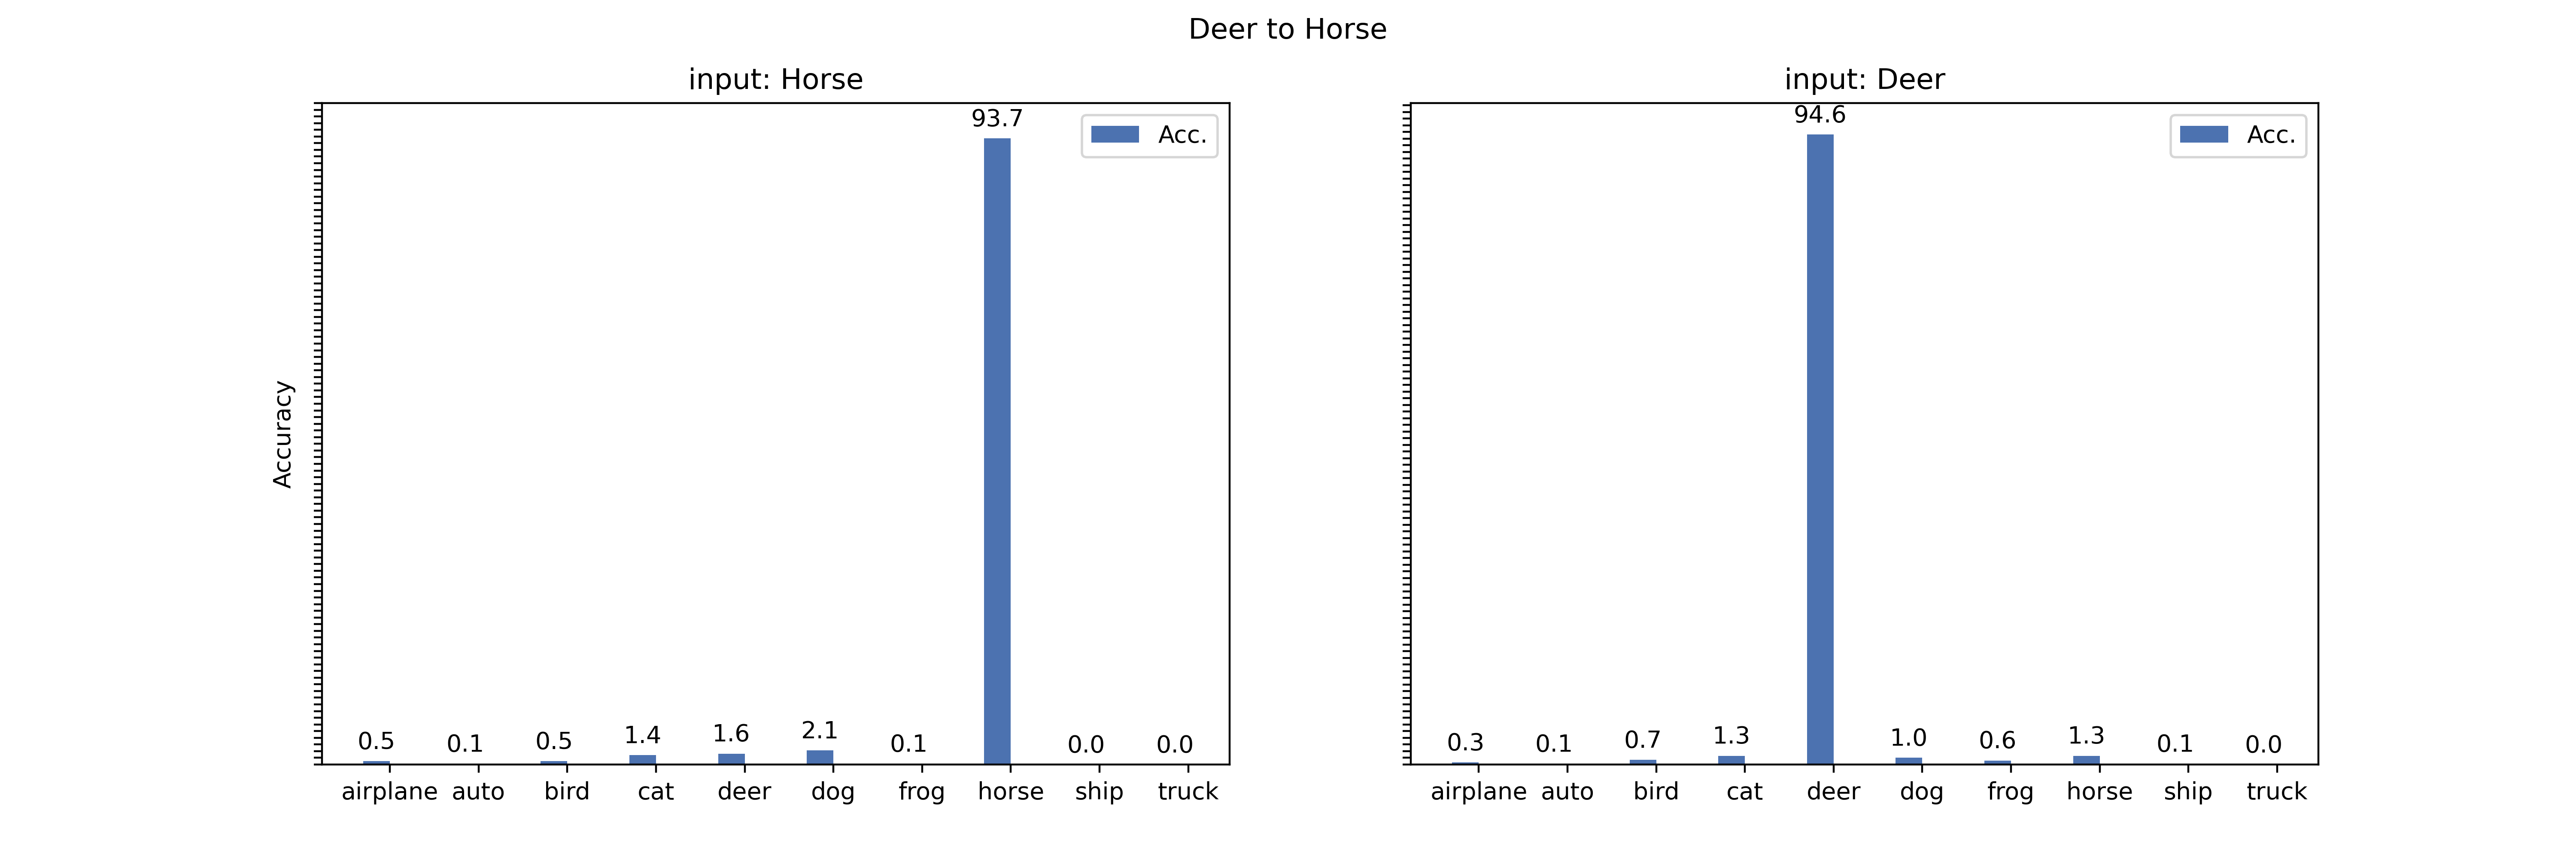 Deer to Horse
input: Horse
93.7
Acc.
Accuracy
0.5 0.1 0.5 1.4 1.6 2.1 0.1 0.0 0.0
airplane auto bird cat deer dog frog horse ship truck
input: Deer
94.6
Acc.
0.3 0.1 0.7 1.3 1.0 0.6 1.3 0.1 0.0
airplane auto bird cat deer dog frog horse ship truck